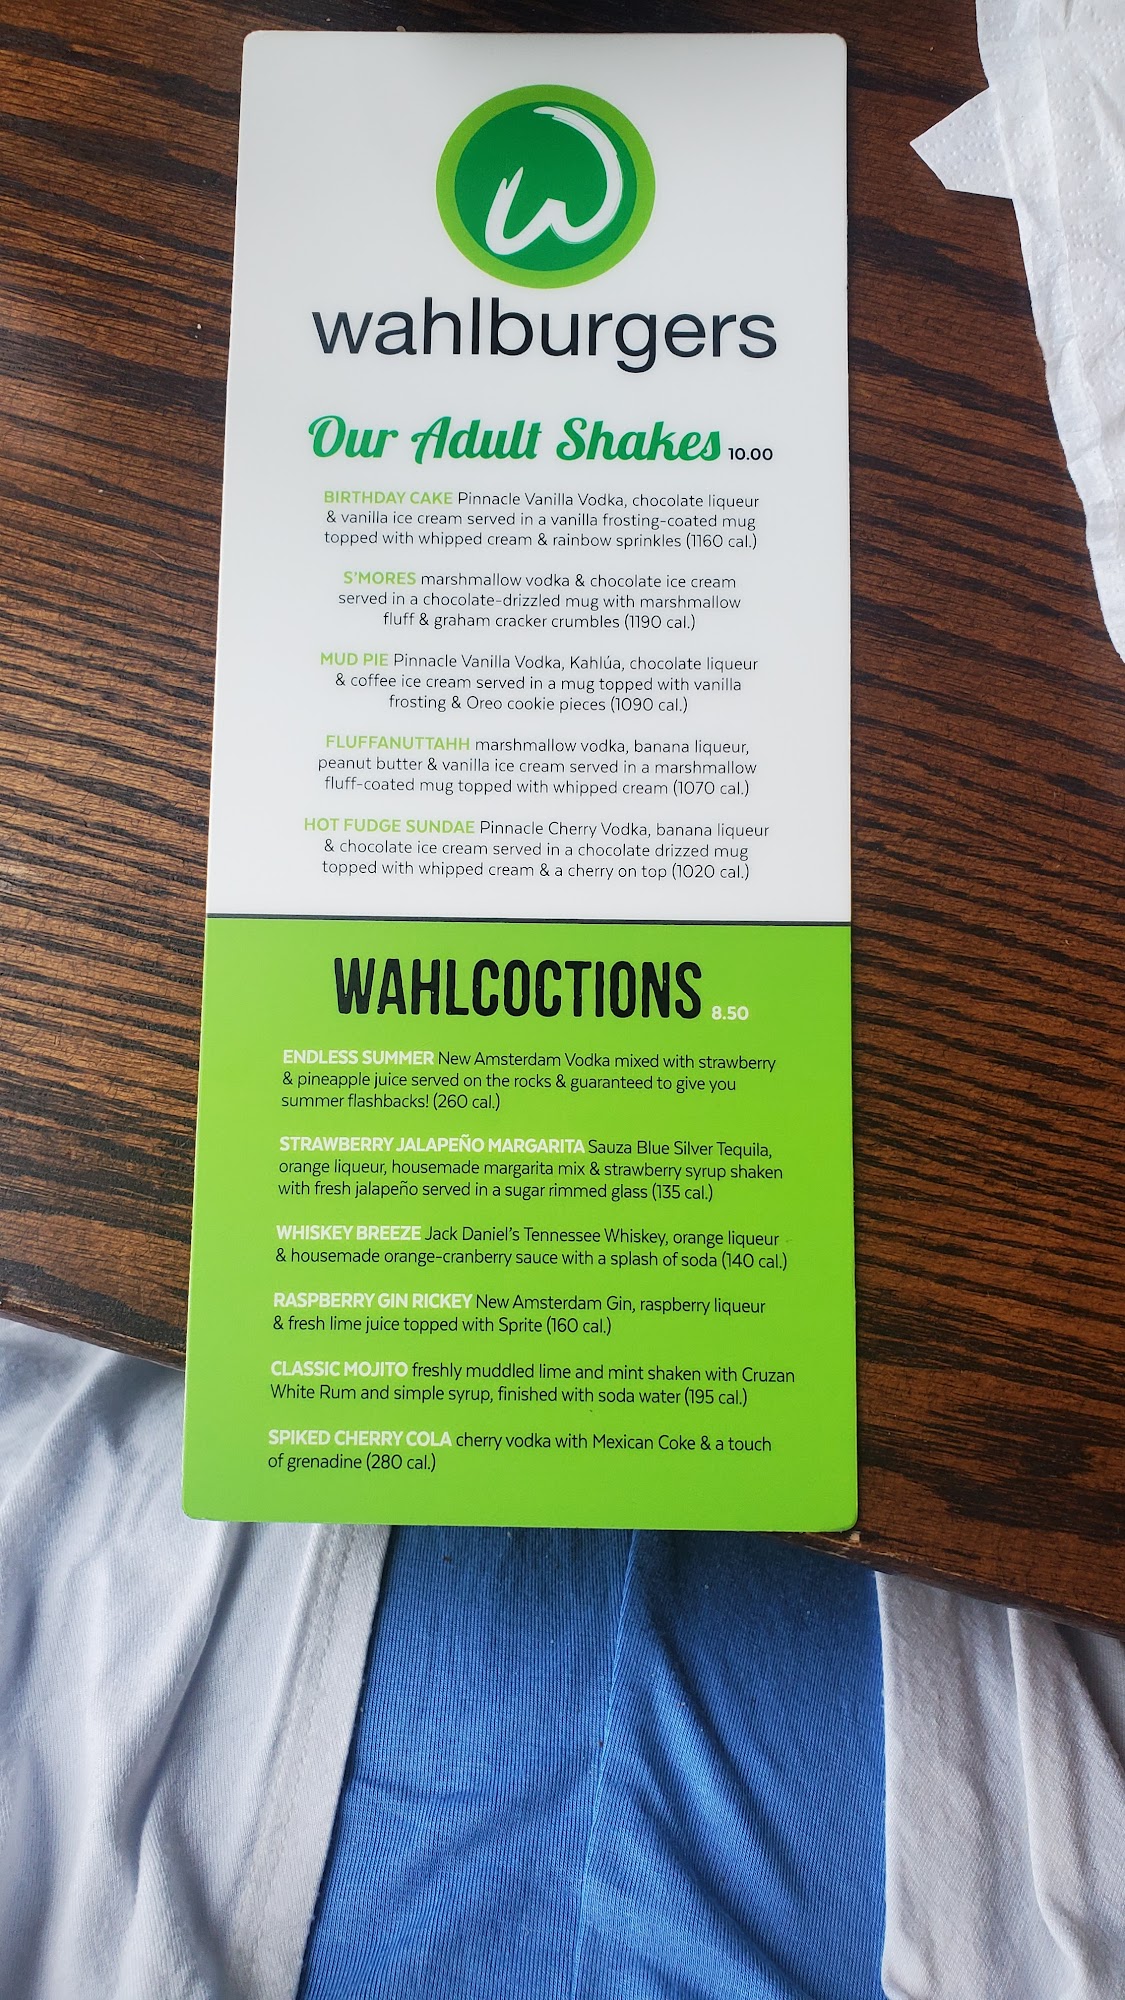 w
wahlburgers
Our Adult Shakes 10.00
BIRTHDAY CAKE Pinnacle Vanilla Vodka, chocolate liqueur
& vanilla ice cream served in a vanilla frosting-coated mug
topped with whipped cream & rainbow sprinkles (1160 cal.)
S'MORES marshmallow vodka & chocolate ice cream
served in a chocolate-drizzled mug with marshmallow
fluff & graham cracker crumbles (1190 cal.)
MUD PIE Pinnacle Vanilla Vodka, Kahlúa, chocolate liqueur
& coffee ice cream served in a mug topped with vanilla
frosting & Oreo cookie pieces (1090 cal.)
FLUFFANUTTAHH marshmallow vodka, banana liqueur,
peanut butter & vanilla ice cream served in a marshmallow
fluff-coated mug topped with whipped cream (1070 cal.)
HOT FUDGE SUNDAE Pinnacle Cherry Vodka, banana liqueur
& chocolate ice cream served in a chocolate drizzed mug
topped with whipped cream & a cherry on top (1020 cal.)
WAHLCOCTIONS 8.50
ENDLESS SUMMER New Amsterdam Vodka mixed with strawberry
& pineapple juice served on the rocks & guaranteed to give you
summer flashbacks! (260 cal.)
STRAWBERRY JALAPEÑO MARGARITA Sauza Blue Silver Tequila,
orange liqueur, housemade margarita mix & strawberry syrup shaken
with fresh jalapeño served in a sugar rimmed glass (135 cal.)
WHISKEY BREEZE Jack Daniel's Tennessee Whiskey, orange liqueur
& housemade orange-cranberry sauce with a splash of soda (140 cal.)
RASPBERRY GIN RICKEY New Amsterdam Gin, raspberry liqueur
& fresh lime juice topped with Sprite (160 cal.)
CLASSIC MOJITO freshly muddled lime and mint shaken with Cruzan
White Rum and simple syrup, finished with soda water (195 cal.)
SPIKED CHERRY COLA cherry vodka with Mexican Coke & a touch
of grenadine (280 cal.)